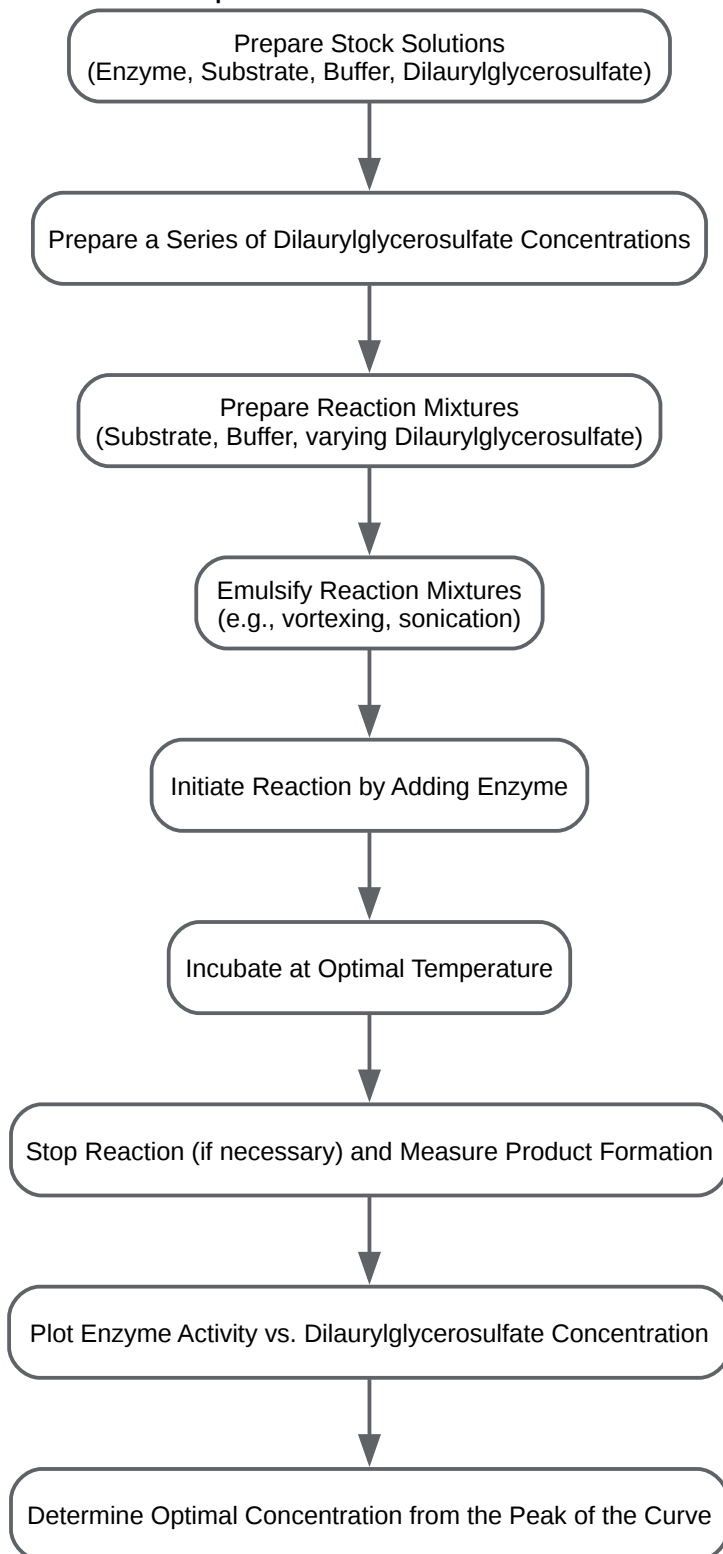 Prepare Stock Solutions
(Enzyme, Substrate, Buffer, Dilaurylglycerosulfate)
Prepare a Series of Dilaurylglycerosulfate Concentrations
Prepare Reaction Mixtures
(Substrate, Buffer, varying Dilaurylglycerosulfate)
Emulsify Reaction Mixtures
(e.g., vortexing, sonication)
Initiate Reaction by Adding Enzyme
Incubate at Optimal Temperature
Stop Reaction (if necessary) and Measure Product Formation
Plot Enzyme Activity vs. Dilaurylglycerosulfate Concentration
Determine Optimal Concentration from the Peak of the Curve